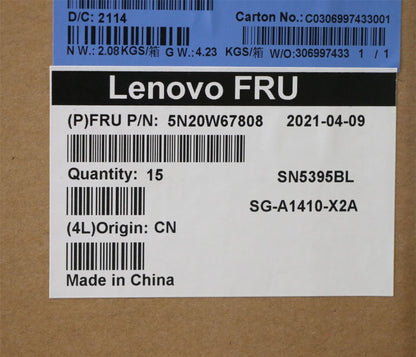 D/C: 2114 Carton No.: C0306997433001
N W.: 2.08 KGS/箱 G W.: 4.23 KGS/箱 W/O:306997433 1 / 1
Lenovo FRU
(P)FRU P/N: 5N20W67808 2021-04-09
Quantity: 15 SN5395BL
SG-A1410-X2A
(4L)Origin: CN
Made in China